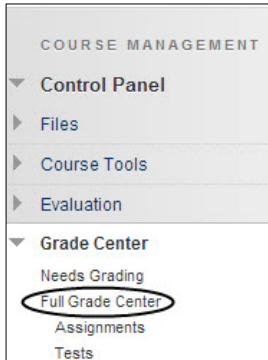 COURSE MANAGEMENT
Control Panel
Files
Course Tools
Evaluation
Grade Center
Needs Grading
Full Grade Center
Assignments
Tests